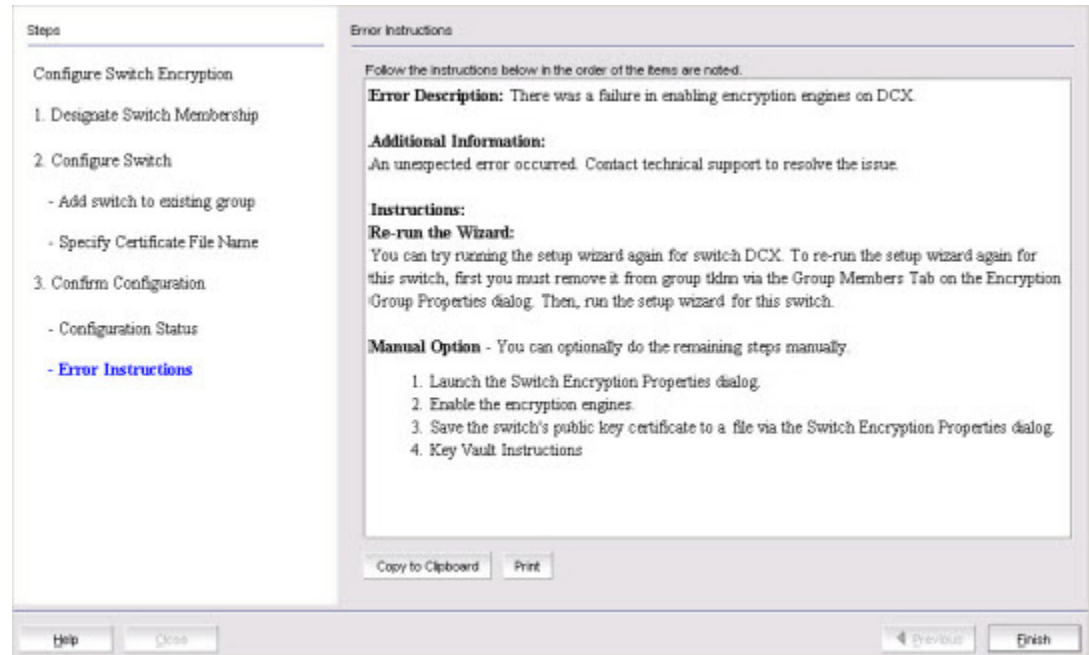 Steps
Configure Switch Encryption
1. Designate Switch Membership
2. Configure Switch
- Add switch to existing group
- Specify Certificate File Name
3. Confirm Configuration
- Configuration Status
- Error Instructions
Error Instructions
Follow the instructions below in the order of the items are noted.
Error Description: There was a failure in enabling encryption engines on DCX.
Additional Information:
An unexpected error occurred. Contact technical support to resolve the issue.
Instructions:
Re-run the Wizard:
You can try running the setup wizard again for switch DCX. To re-run the setup wizard again for
this switch, first you must remove it from group tklm via the Group Members Tab on the Encryption
Group Properties dialog. Then, run the setup wizard for this switch.
Manual Option - You can optionally do the remaining steps manually.
1. Launch the Switch Encryption Properties dialog.
2. Enable the encryption engines.
3. Save the switch's public key certificate to a file via the Switch Encryption Properties dialog.
4. Key Vault Instructions
Copy to Clipboard Print
Help Close Previous Finish